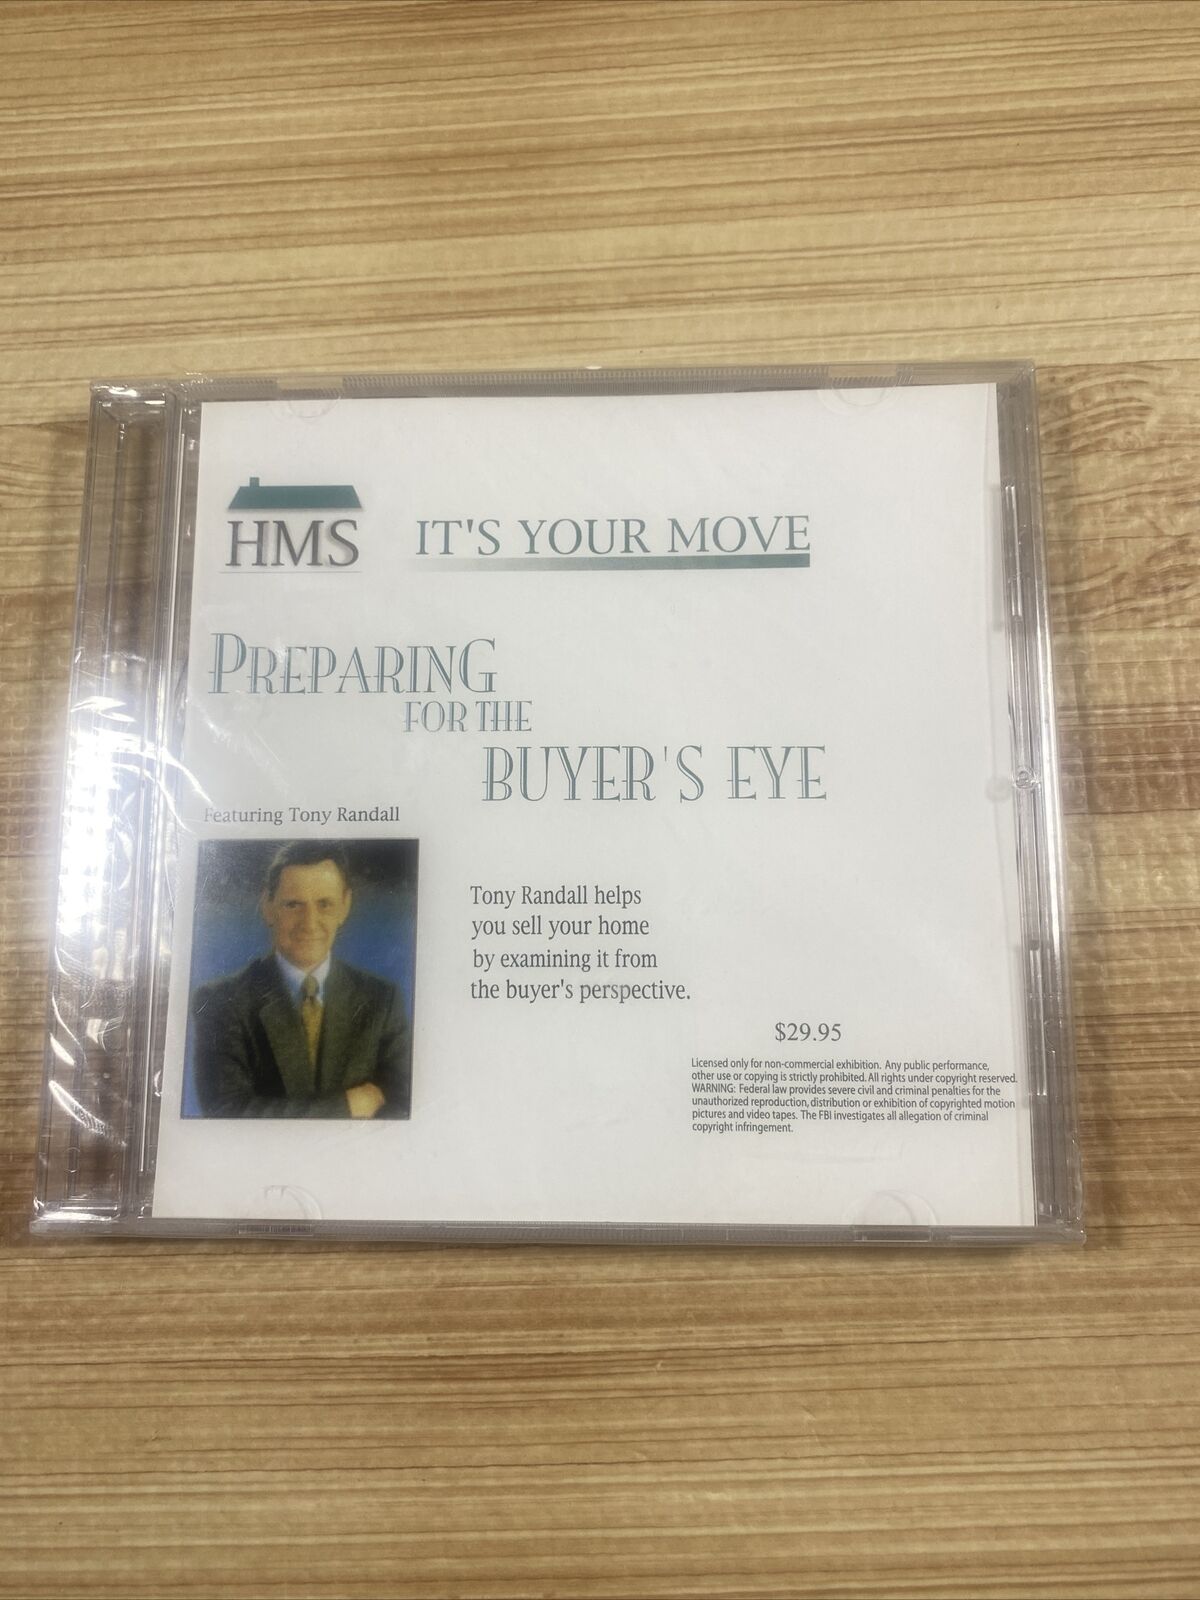 HMS
IT'S YOUR MOVE
PREPARING
FOR THE
BUYER'S EYE
Featuring Tony Randall
Tony Randall helps
you sell your home
by examining it from
the buyer's perspective.
$29.95
Licensed only for non-commercial exhibition. Any public performance,
other use or copying is strictly prohibited. All rights under copyright reserved.
WARNING: Federal law provides severe civil and criminal penalties for the
unauthorized reproduction, distribution or exhibition of copyrighted motion
pictures and video tapes. The FBI investigates all allegation of criminal
copyright infringement.